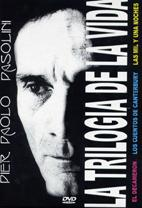 PIER PAOLO PASOLINI
LA TRILOGIA DE LA VIDA
EL DECAMERON
LOS CUENTOS DE CANTERBURY
LAS MIL Y UNA NOCHES
DVD